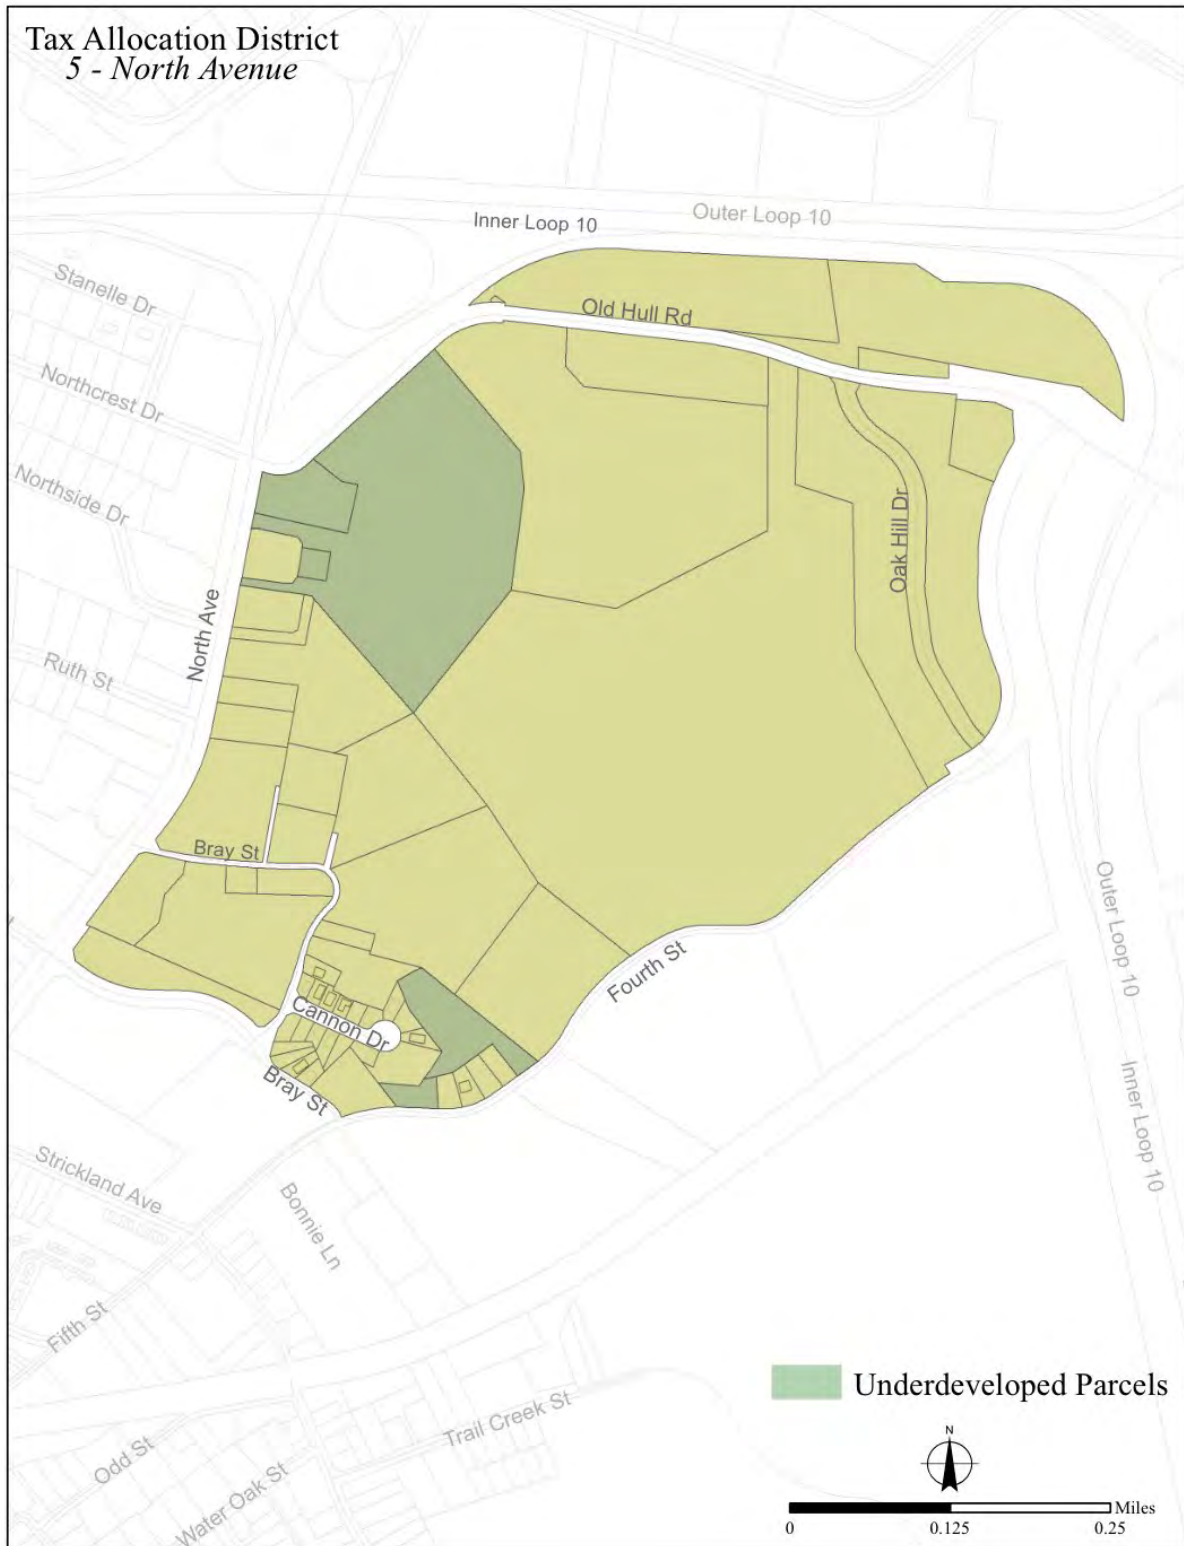 Tax Allocation District
5 - North Avenue
Outer Loop 10
Inner Loop 10
Stanelle Dr
Old Hull Rd
Northcrest Dr
Northside Dr
Oak Hill Dr
North Ave
Ruth St
Bray St
Outer Loop 10
Fourth St
Cannon Dr
Bray St
Inner Loop 10
Strickland Ave
Bonnie Ln
Fifth St
Underdeveloped Parcels
Trail Creek St
Odd St
Water Oak St
N
Miles
0
0.125
0.25